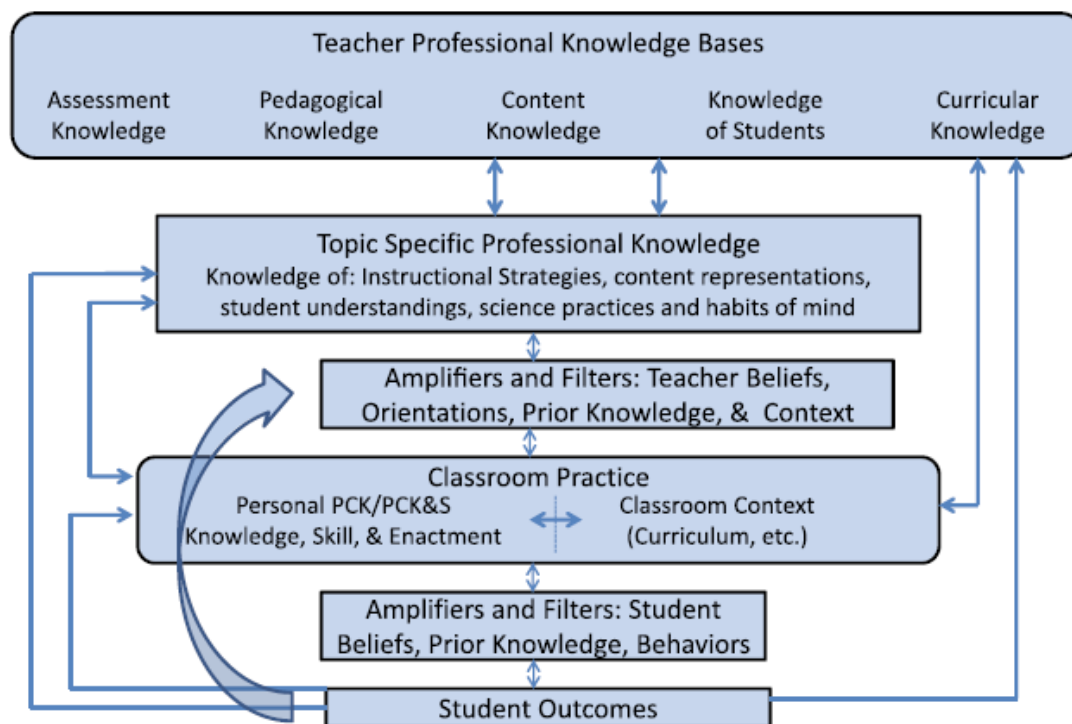 Teacher Professional Knowledge Bases
Assessment Knowledge
Pedagogical Knowledge
Content Knowledge
Knowledge of Students
Curricular Knowledge
Topic Specific Professional Knowledge
Knowledge of: Instructional Strategies, content representations,
student understandings, science practices and habits of mind
Amplifiers and Filters: Teacher Beliefs,
Orientations, Prior Knowledge, & Context
Classroom Practice
Personal PCK/PCK&S
Knowledge, Skill, & Enactment
Classroom Context
(Curriculum, etc.)
Amplifiers and Filters: Student
Beliefs, Prior Knowledge, Behaviors
Student Outcomes